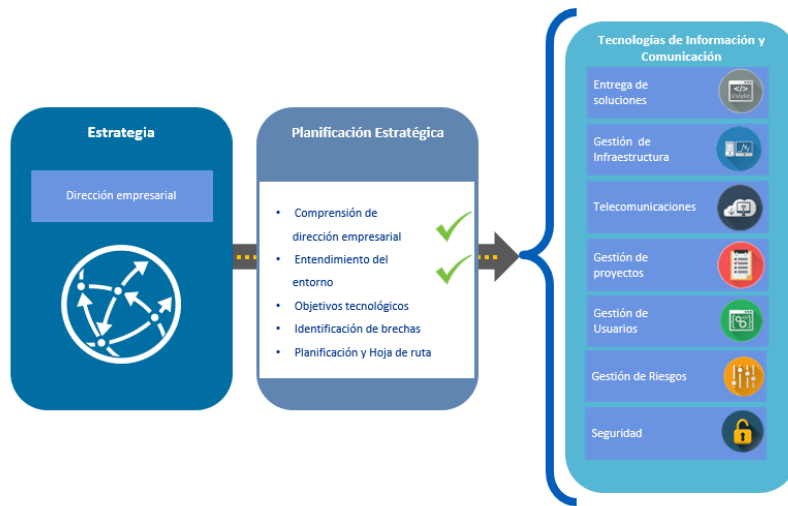 Estrategia
Dirección empresarial
Planificación Estratégica
• Comprensión de
dirección empresarial
• Entendimiento del
entorno
• Objetivos tecnológicos
• Identificación de brechas
• Planificación y Hoja de ruta
Tecnologías de Información y
Comunicación
Entrega de
soluciones
</>
Gestión de
Infraestructura
Telecomunicaciones
Gestión de
proyectos
Gestión de
Usuarios
Gestión de Riesgos
Seguridad